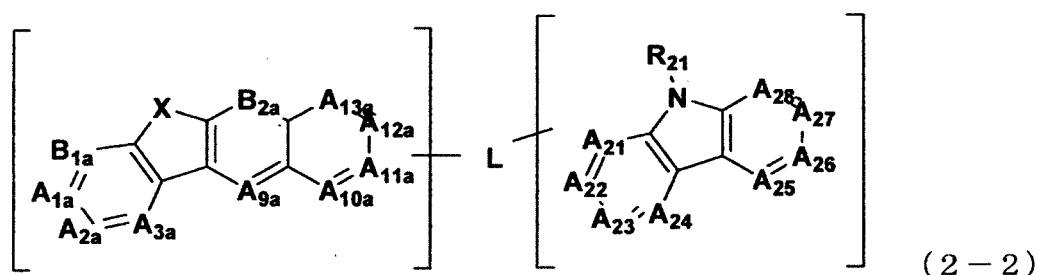 R21
X B2a A13a N A28
A12a A27
B1a L A21
A11a A26
A1a A9a A10a A22 A25
A2a A3a A23 A24
(2-2)